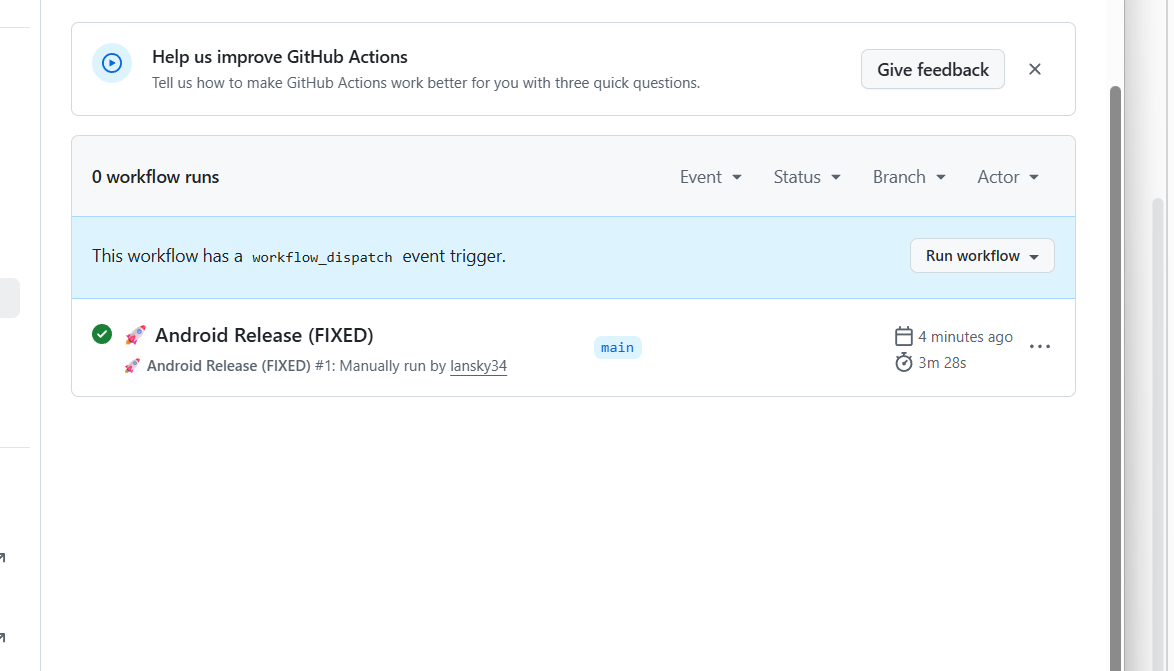 Help us improve GitHub Actions
Tell us how to make GitHub Actions work better for you with three quick questions.
Give feedback
0 workflow runs
Event
Status
Branch
Actor
This workflow has a workflow_dispatch event trigger.
Run workflow
🚀 Android Release (FIXED)
🚀 Android Release (FIXED) #1: Manually run by lansky34
main
4 minutes ago
3m 28s